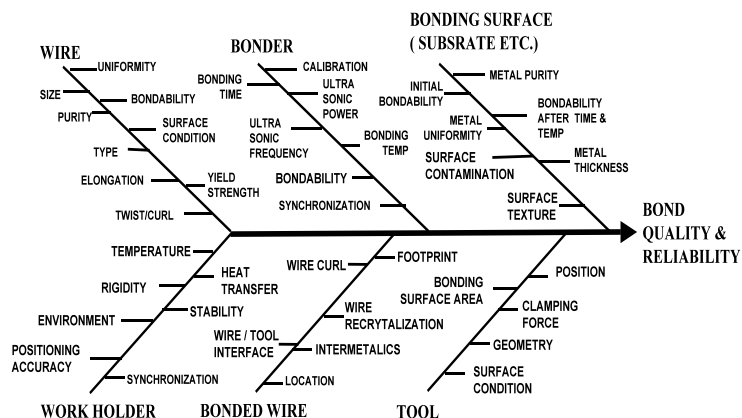 WIRE
UNIFORMITY
SIZE
BONDABILITY
PURITY
SURFACE
CONDITION
TYPE
ELONGATION
YIELD
STRENGTH
TWIST/CURL
BONDER
CALIBRATION
BONDING
TIME
ULTRA
SONIC
POWER
ULTRA
SONIC
FREQUENCY
BONDING
TEMP
BONDABILITY
SYNCHRONIZATION
BONDING SURFACE
( SUBSRATE ETC.)
METAL PURITY
INITIAL
BONDABILITY
BONDABILITY
AFTER TIME &
TEMP
METAL
UNIFORMITY
METAL
THICKNESS
SURFACE
CONTAMINATION
SURFACE
TEXTURE
BOND
QUALITY &
RELIABILITY
TEMPERATURE
HEAT
TRANSFER
RIGIDITY
STABILITY
ENVIRONMENT
POSITIONING
ACCURACY
SYNCHRONIZATION
WORK HOLDER
FOOTPRINT
WIRE CURL
WIRE
RECRYTALIZATION
WIRE / TOOL
INTERFACE
INTERMETALICS
LOCATION
BONDED WIRE
POSITION
BONDING
SURFACE AREA
CLAMPING
FORCE
GEOMETRY
SURFACE
CONDITION
TOOL